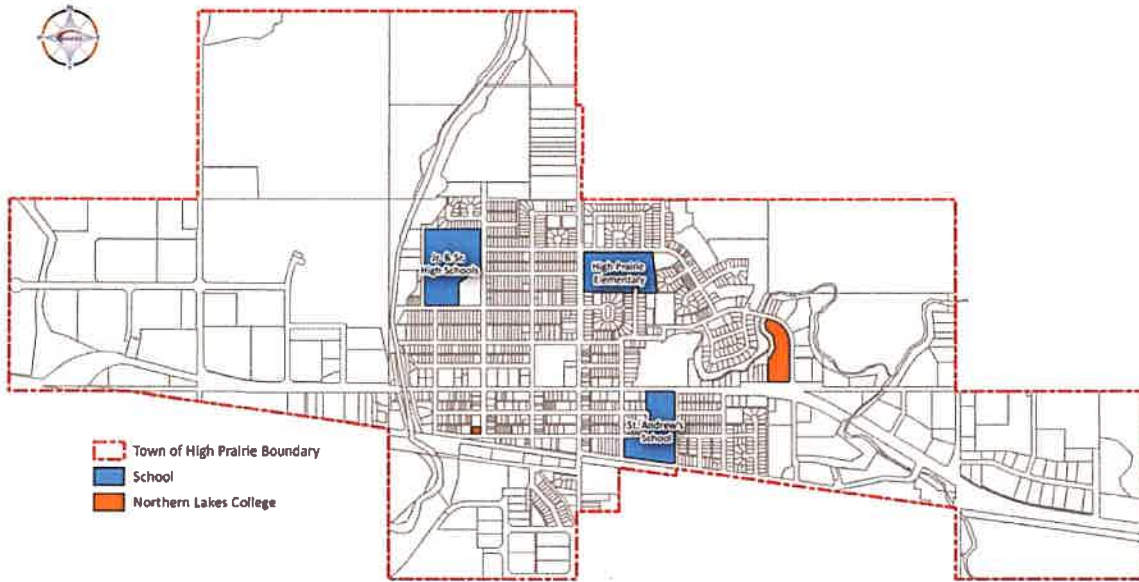 Jr. & Sr.
High Schools
High Prairie
Elementary
St. Andrew's
School
Town of High Prairie Boundary
School
Northern Lakes College